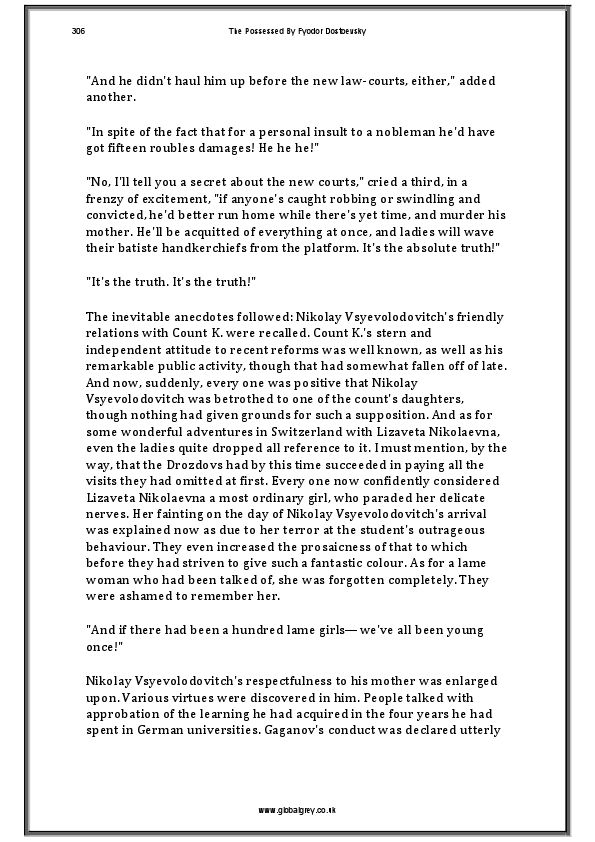 306
The Possessed By Fyodor Dostoevsky
"And he didn't haul him up before the new law-courts, either," added
another.
"In spite of the fact that for a personal insult to a nobleman he'd have
got fifteen roubles damages! He he he!"
"No, I'll tell you a secret about the new courts," cried a third, in a
frenzy of excitement, "if anyone's caught robbing or swindling and
convicted, he'd better run home while there's yet time, and murder his
mother. He'll be acquitted of everything at once, and ladies will wave
their batiste handkerchiefs from the platform. It's the absolute truth!"
"It's the truth. It's the truth!"
The inevitable anecdotes followed: Nikolay Vsyevolodovitch's friendly
relations with Count K. were recalled. Count K.'s stern and
independent attitude to recent reforms was well known, as well as his
remarkable public activity, though that had somewhat fallen off of late.
And now, suddenly, every one was positive that Nikolay
Vsyevolodovitch was betrothed to one of the count's daughters,
though nothing had given grounds for such a supposition. And as for
some wonderful adventures in Switzerland with Lizaveta Nikolaevna,
even the ladies quite dropped all reference to it. I must mention, by the
way, that the Drozdovs had by this time succeeded in paying all the
visits they had omitted at first. Every one now confidently considered
Lizaveta Nikolaevna a most ordinary girl, who paraded her delicate
nerves. Her fainting on the day of Nikolay Vsyevolodovitch's arrival
was explained now as due to her terror at the student's outrageous
behaviour. They even increased the prosaicness of that to which
before they had striven to give such a fantastic colour. As for a lame
woman who had been talked of, she was forgotten completely. They
were ashamed to remember her.
"And if there had been a hundred lame girls—we've all been young
once!"
Nikolay Vsyevolodovitch's respectfulness to his mother was enlarged
upon. Various virtues were discovered in him. People talked with
approbation of the learning he had acquired in the four years he had
spent in German universities. Gaganov's conduct was declared utterly
www.globalgrey.co.uk